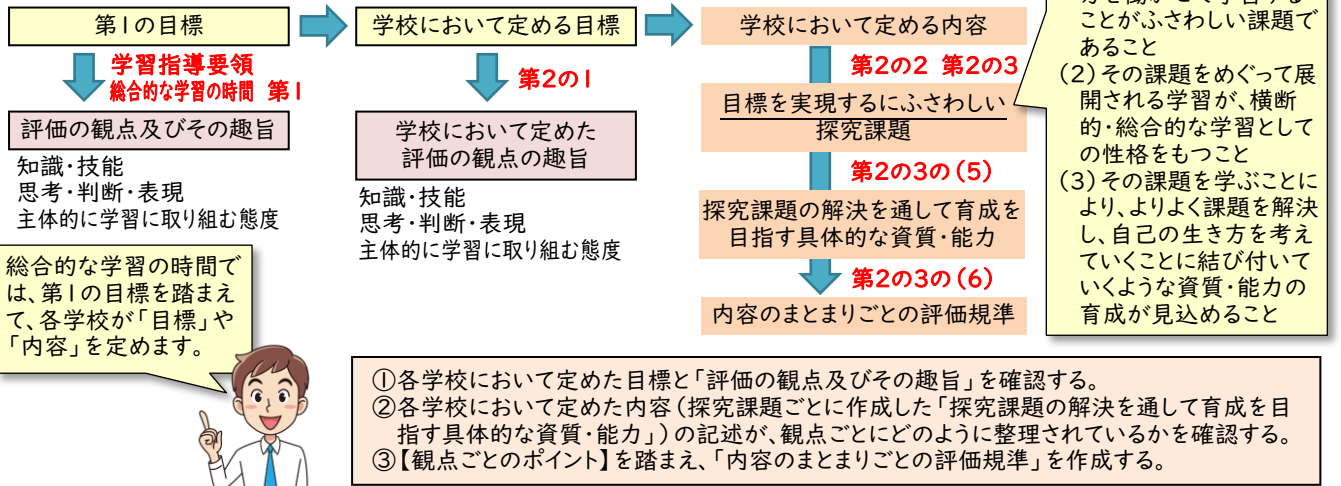 第1の目標
学校において定める目標
学校において定める内容
学習指導要領
総合的な学習の時間　第1
第2の1
第2の2　第2の3
評価の観点及びその趣旨
知識・技能
思考・判断・表現
主体的に学習に取り組む態度
学校において定めた
評価の観点の趣旨
知識・技能
思考・判断・表現
主体的に学習に取り組む態度
目標を実現するにふさわしい
探究課題
第2の3の(5)
探究課題の解決を通して育成を
目指す具体的な資質・能力
第2の3の(6)
内容のまとまりごとの評価規準
ことがふさわしい課題で
あること
(2)その課題をめぐって展
開される学習が、横断
的・総合的な学習として
の性格をもつこと
(3)その課題を学ぶことに
より、よりよく課題を解決
し、自己の生き方を考え
ていくことに結び付いて
いくような資質・能力の
育成が見込めること
総合的な学習の時間で
は、第1の目標を踏まえ
て、各学校が「目標」や
「内容」を定めます。
①各学校において定めた目標と「評価の観点及びその趣旨」を確認する。
②各学校において定めた内容(探究課題ごとに作成した「探究課題の解決を通して育成を目
指す具体的な資質・能力」)の記述が、観点ごとにどのように整理されているかを確認する。
③【観点ごとのポイント】を踏まえ、「内容のまとまりごとの評価規準」を作成する。